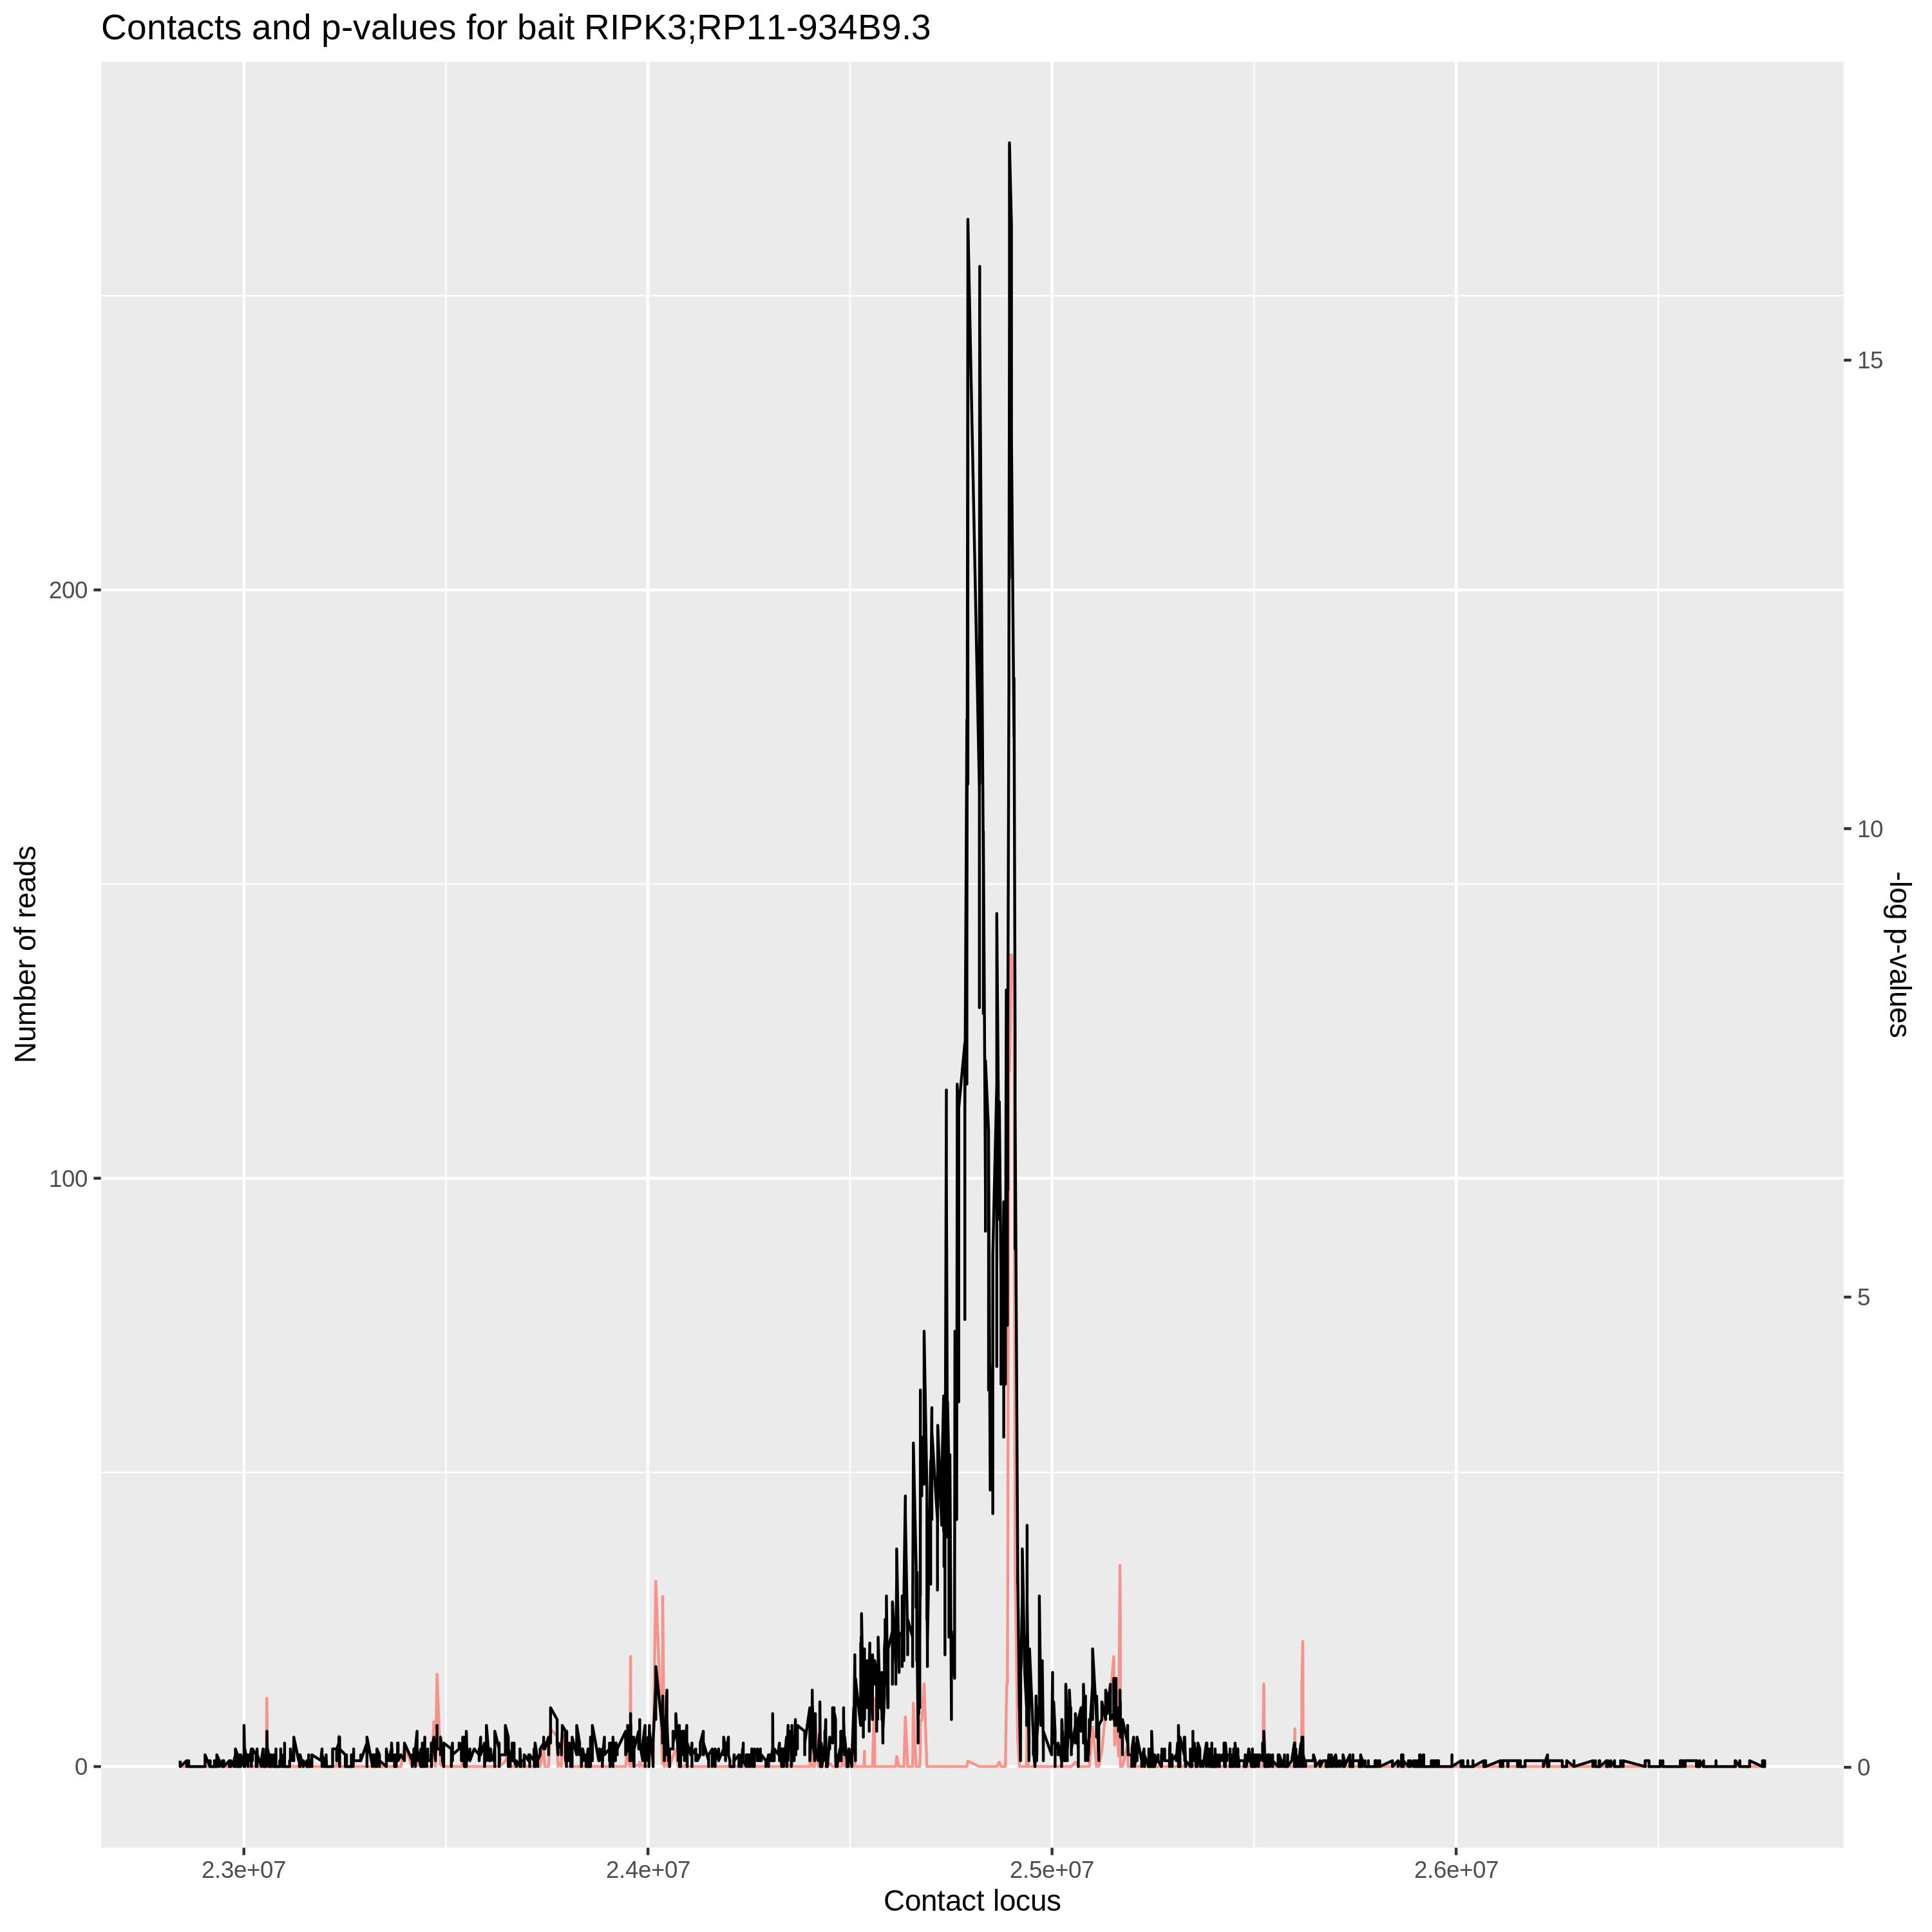 Contacts and p-values for bait RIPK3;RP11-934B9.3
Number of reads
200
100
0
15
10
5
0
-log p-values
2.3e+07 2.4e+07 2.5e+07 2.6e+07
Contact locus